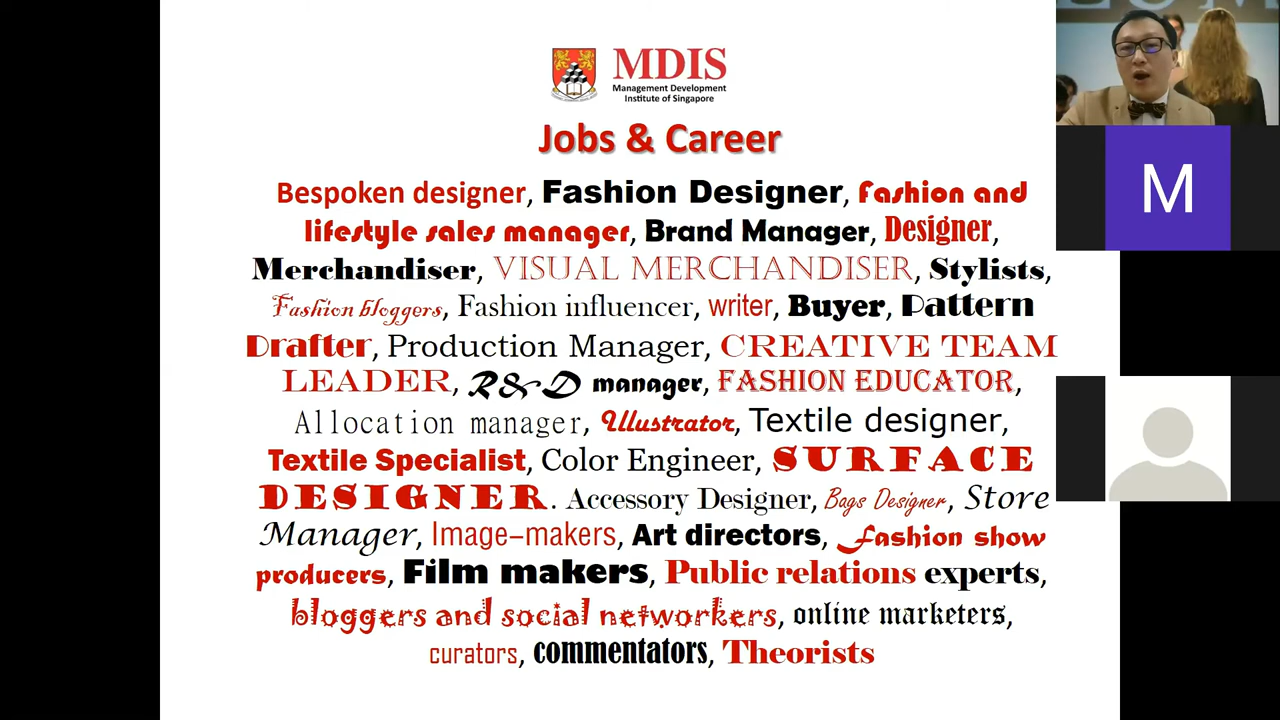 MDIS
Management Development
Institute of Singapore
Jobs & Career
Bespoken designer, Fashion Designer, Fashion and
lifestyle sales manager, Brand Manager, Designer,
Merchandiser, VISUAL MERCHANDISER, Stylists,
Fashion bloggers, Fashion influencer, writer, Buyer, Pattern
Drafter, Production Manager, CREATIVE TEAM
LEADER, R&D manager, FASHION EDUCATOR,
Allocation manager, Illustrator, Textile designer,
Textile Specialist, Color Engineer, SURFACE
DESIGNER. Accessory Designer, Bags Designer, Store
Manager, Image-makers, Art directors, Fashion show
producers, Film makers, Public relations experts,
bloggers and social networkers, online marketers,
curators, commentators, Theorists
M